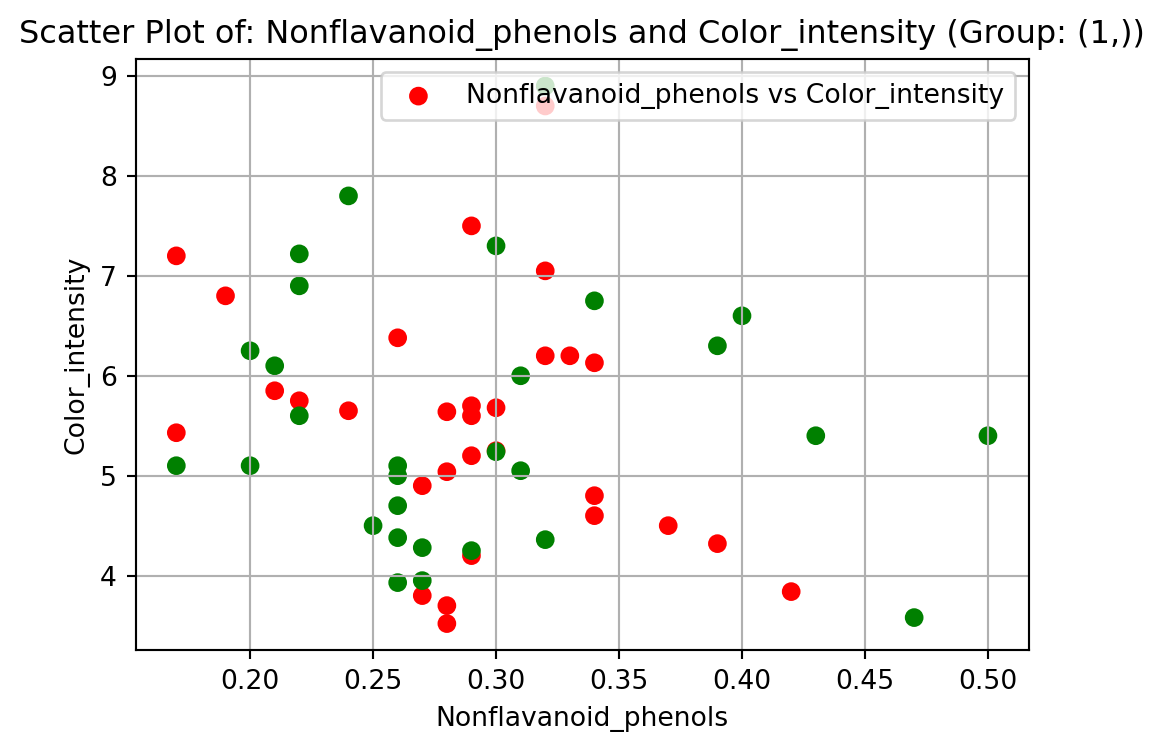 Scatter Plot of: Nonflavanoid_phenols and Color_intensity (Group: (1,))
Nonflavanoid_phenols vs Color_intensity
Color_intensity
9
8
7
6
5
4
0.20 0.25 0.30 0.35 0.40 0.45 0.50
Nonflavanoid_phenols